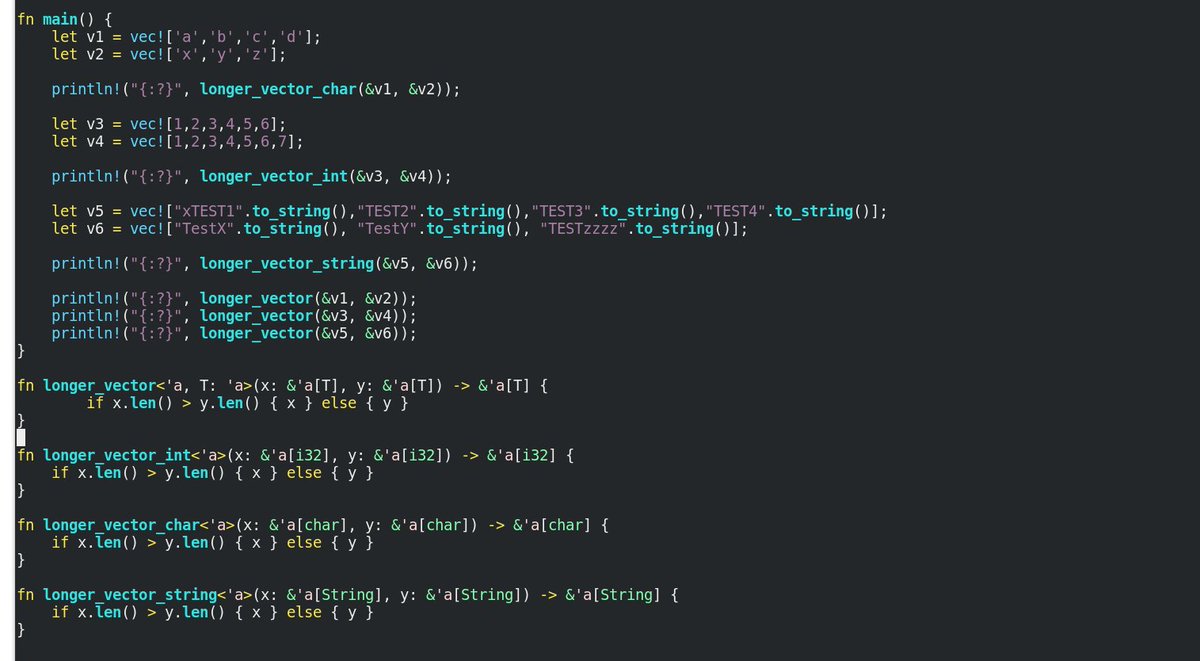 fn main() {
    let v1 = vec!['a','b','c','d'];
    let v2 = vec!['x','y','z'];

    println!("{:?}", longer_vector_char(&v1, &v2));

    let v3 = vec![1,2,3,4,5,6];
    let v4 = vec![1,2,3,4,5,6,7];

    println!("{:?}", longer_vector_int(&v3, &v4));

    let v5 = vec!["xTEST1".to_string(),"TEST2".to_string(),"TEST3".to_string(),"TEST4".to_string()];
    let v6 = vec!["TestX".to_string(), "TestY".to_string(), "TESTzzzz".to_string()];

    println!("{:?}", longer_vector_string(&v5, &v6));

    println!("{:?}", longer_vector(&v1, &v2));
    println!("{:?}", longer_vector(&v3, &v4));
    println!("{:?}", longer_vector(&v5, &v6));
}

fn longer_vector<'a, T: 'a>(x: &'a[T], y: &'a[T]) -> &'a[T] {
        if x.len() > y.len() { x } else { y }
}

fn longer_vector_int<'a>(x: &'a[i32], y: &'a[i32]) -> &'a[i32] {
    if x.len() > y.len() { x } else { y }
}

fn longer_vector_char<'a>(x: &'a[char], y: &'a[char]) -> &'a[char] {
    if x.len() > y.len() { x } else { y }
}

fn longer_vector_string<'a>(x: &'a[String], y: &'a[String]) -> &'a[String] {
    if x.len() > y.len() { x } else { y }
}